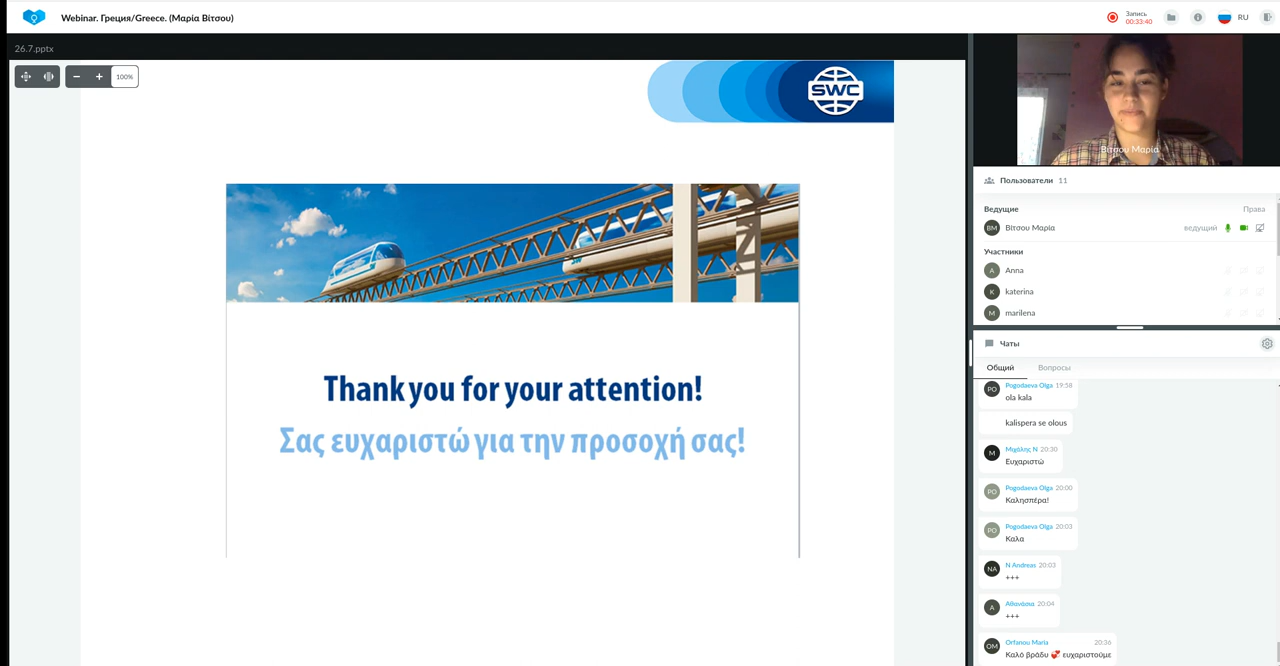 Webinar. Греция/Greece. (Μαρία Βίτσου)
Запись
00:33:40
RU
26.7.pptx
100%
SWC
Thank you for your attention!
Σας ευχαριστώ για την προσοχή σας!
Βίτσου Μαρία
Пользователи 11
Ведущие
Права
ВМ
Βίτσου Μαρία
ведущий
Участники
A
Anna
K
katerina
M
marilena
Чаты
Общий
Вопросы
PO
Pogodaeva Olga 19:58
ola kala
kalispera se olous
M
Μιχάλης Ν 20:30
Ευχαριστώ
PO
Pogodaeva Olga 20:00
Καλησπέρα!
PO
Pogodaeva Olga 20:03
Καλα
NA
N Andreas 20:03
+++
A
Αθανάσια 20:04
+++
OM
Orfanou Maria 20:36
Καλό βράδυ 💞 ευχαριστούμε